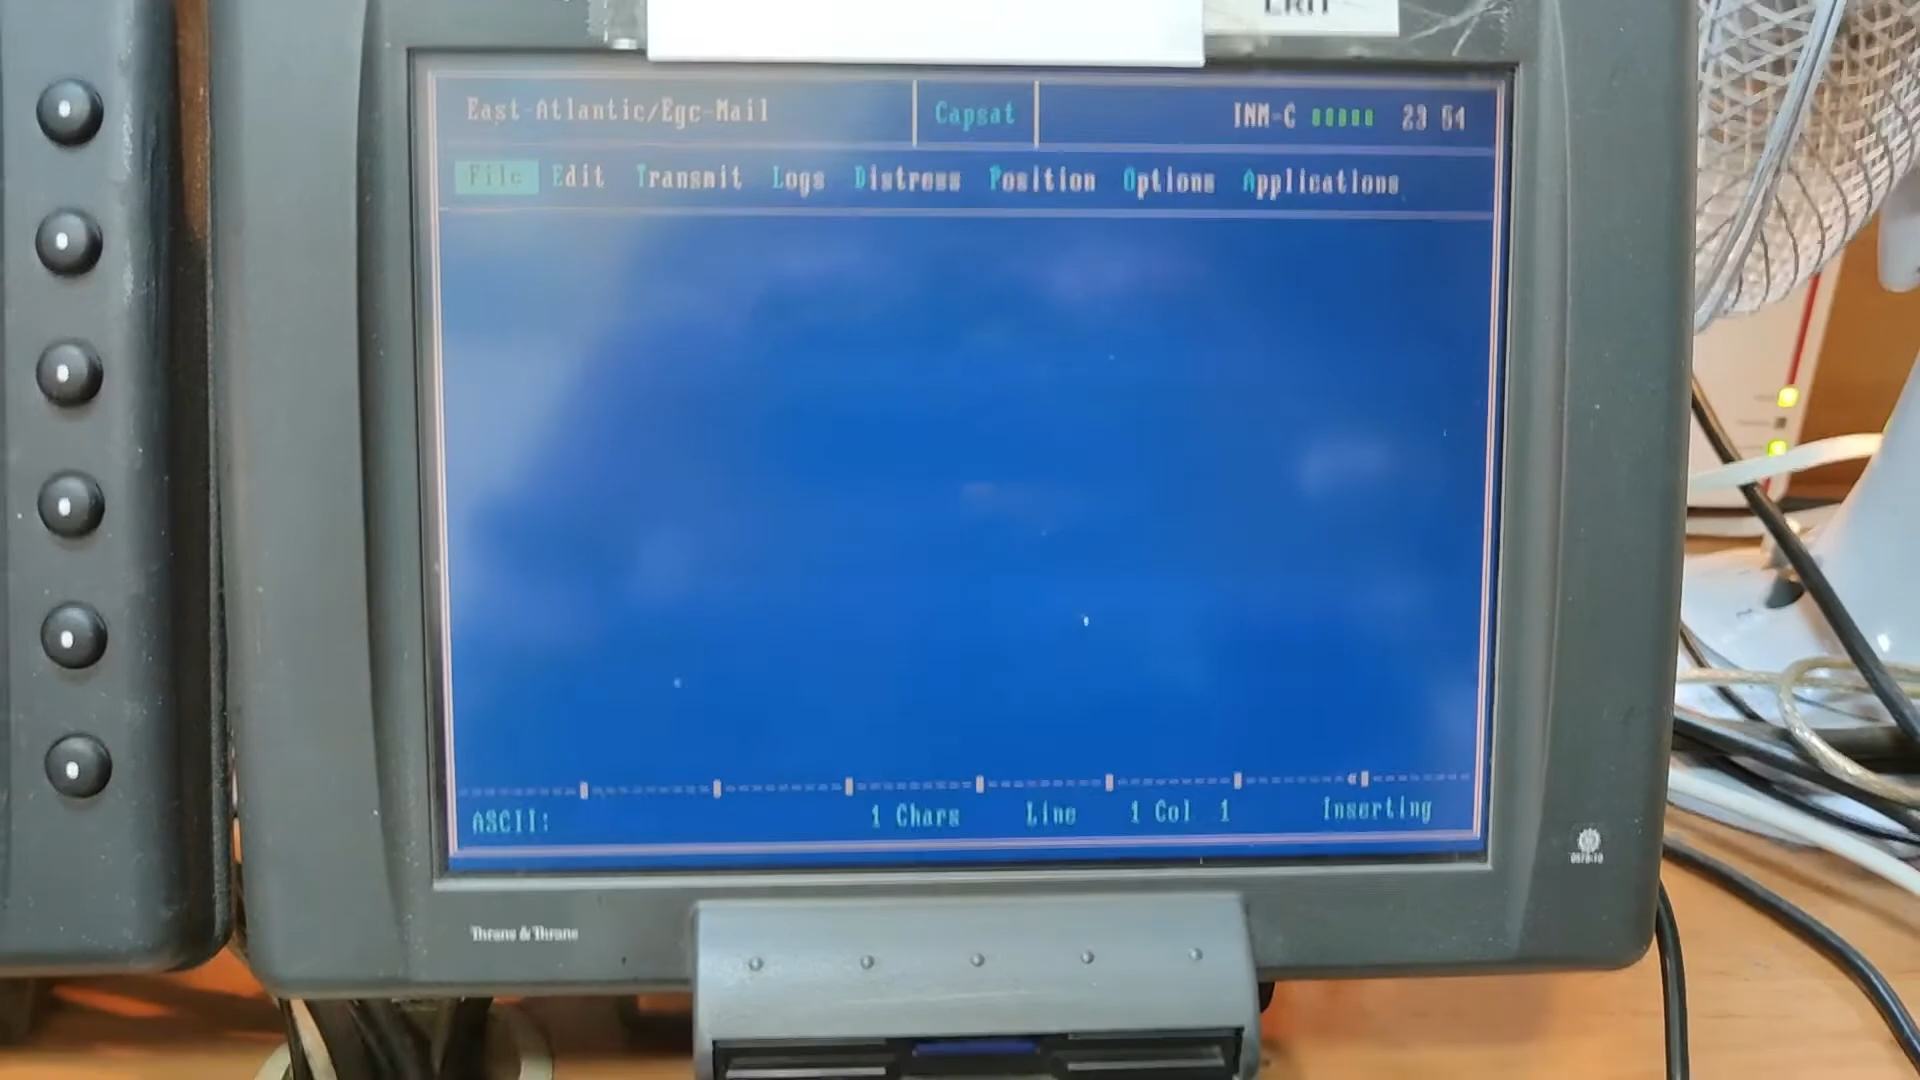 East-Atlantic/Egc-Mail Capsat INM-C 23 54
File Edit Transmit Logs Distress Position Options Applications
ASCII: 1 Chars Line 1 Col 1 Inserting
Thrane & Thrane